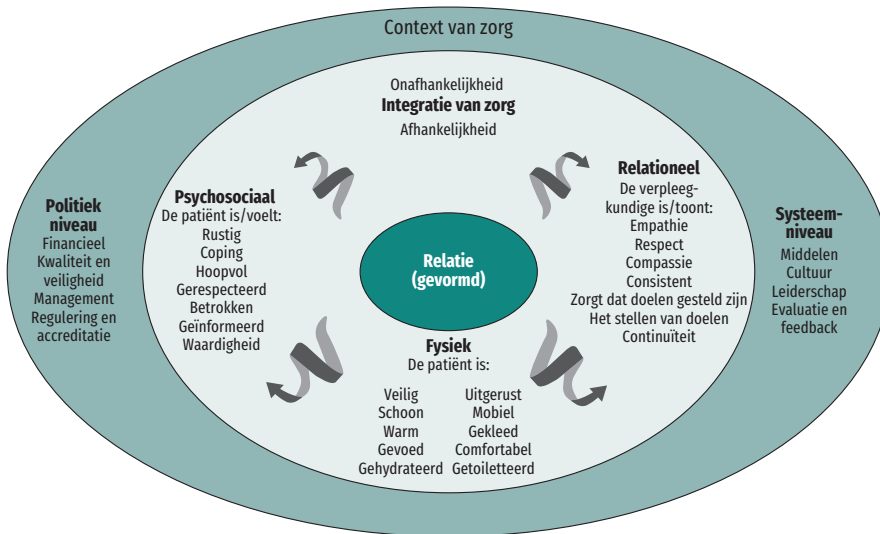 Context van zorg
Onafhankelijkheid
Integratie van zorg
Afhankelijkheid
Politiek
niveau
Financieel
Kwaliteit en
veiligheid
Management
Regulering en
accreditatie
Psychosociaal
De patiënt is/voelt:
Rustig
Coping
Hoopvol
Gerespecteerd
Betrokken
Geïnformeerd
Waardigheid
Relatie
(gevormd)
Relationeel
De verpleeg-
kundige is/toont:
Empathie
Respect
Compassie
Consistent
Zorgt dat doelen gesteld zijn
Het stellen van doelen
Continuïteit
Systeem-
niveau
Middelen
Cultuur
Leiderschap
Evaluatie en
feedback
Fysiek
De patiënt is:
Veilig
Schoon
Warm
Gevoed
Gehydrateerd
Uitgerust
Mobiel
Gekleed
Comfortabel
Getoiletteerd